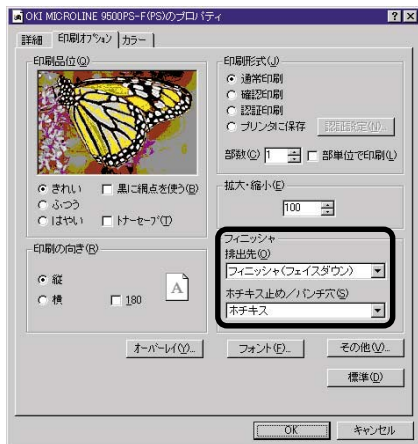 OKI MICROLINE 9500PS-F(PS)のプロパティ
詳細 印刷オプション カラー
印刷品位(Q)
きれい
ふつう
はやい
黒に網点を使う(B)
トナーセーブ(T)
印刷の向き(R)
縦
横
180
A
オーバーレイ(Y)...
印刷形式(J)
通常印刷
確認印刷
認証印刷
プリンタに保存
認証設定(N)...
部数(C) 1 部単位で印刷(L)
拡大・縮小(E)
100
フィニッシャ
排出先(O)
フィニッシャ(フェイスダウン)
ホチキス止め/パンチ穴(S)
ホチキス
フォント(F)...
その他(V)...
標準(D)
OK
キャンセル